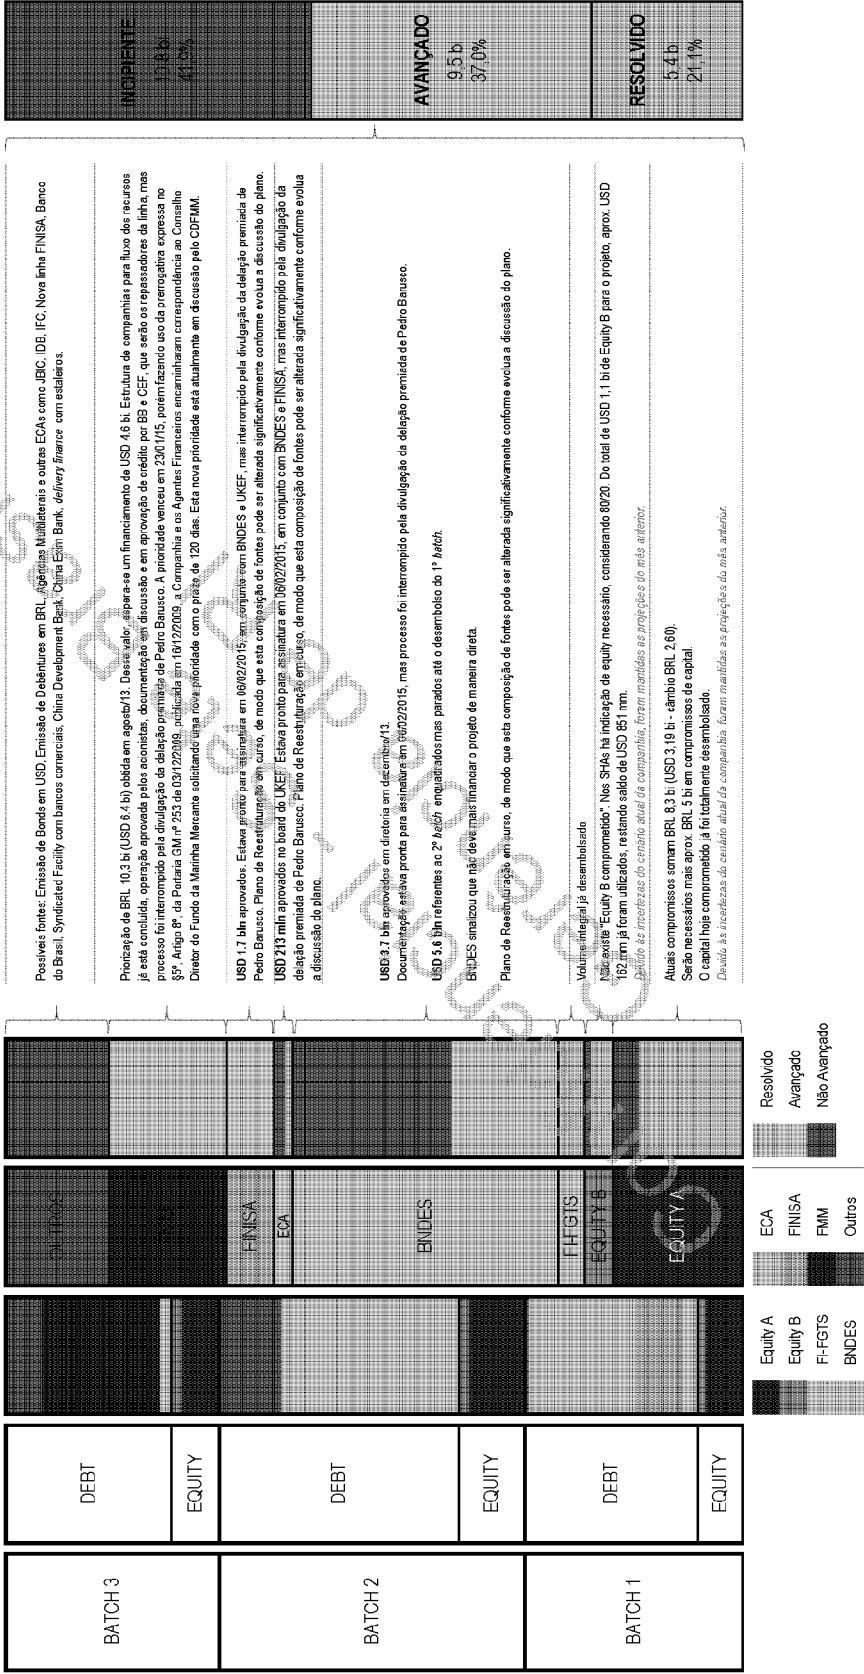 BATCH 3
BATCH 2
BATCH 1
DEBT
EQUITY
DEBT
EQUITY
DEBT
EQUITY
OUTROS
FINISA
ECA
BNDES
FI-FGTS
EQUITY B
EQUITY A
Possíveis fontes: Emissão de Bonds em USD, Emissão de Debêntures em BRL, Agências Multilaterais e outras ECAs como JBIC, IDB, IFC, Nova linha FINISA, Banco
do Brasil, Syndicated Facility com bancos comerciais, China Development Bank, China Exim Bank, delivery finance com estaleiros.
Priorização de BRL 10,3 bi (USD 6.4 bi) obtida em agosto/13. Desse valor, espera-se um financiamento de USD 4.6 bi. Estrutura de companhias para fluxo dos recursos
já está concluída, operação aprovada pelos acionistas, documentação em discussão e em aprovação de crédito por BB e CEF, que serão os repassadores da linha, mas
processo foi interrompido pela divulgação da delação premiada de Pedro Barusco. A prioridade venceu em 23/01/15, porém fazendo uso da prerrogativa expressa no
§5º, Artigo 8º, da Portaria GM nº 253 de 03/12/2009, publicada em 16/12/2009, a Companhia e os Agentes Financeiros encaminharam correspondência ao Conselho
Diretor do Fundo da Marinha Mercante solicitando uma nova prioridade com o prazo de 120 dias. Esta nova prioridade está atualmente em discussão pelo CDFMM.
USD 1.7 bln aprovados. Estava pronto para assinatura em 06/02/2015, em conjunto com BNDES e UKEF, mas interrompido pela divulgação da delação premiada de
Pedro Barusco. Plano de Reestruturação em curso, de modo que esta composição de fontes pode ser alterada significativamente conforme evolua a discussão do plano.
USD 213 mln aprovados no board do UKEF. Estava pronto para assinatura em 06/02/2015, em conjunto com BNDES e FINISA, mas interrompido pela divulgação da
delação premiada de Pedro Barusco. Plano de Reestruturação em curso, de modo que esta composição de fontes pode ser alterada significativamente conforme evolua
a discussão do plano.
USD 3.7 bln aprovados em diretoria em dezembro/13.
Documentação estava pronta para assinatura em 06/02/2015, mas processo foi interrompido pela divulgação da delação premiada de Pedro Barusco.
USD 5.6 bln referentes ao 2º batch enquadrados mas parados até o desembolso do 1º batch.
BNDES sinalizou que não deve mais financiar o projeto de maneira direta.
Plano de Reestruturação em curso, de modo que esta composição de fontes pode ser alterada significativamente conforme evolua a discussão do plano.
Volume integral já desembolsado
Não existe "Equity B comprometido". Nos SHAs há indicação de equity necessário, considerando 80/20. Do total de USD 1,1 bi de Equity B para o projeto, aprox. USD
162 mm já foram utilizados, restando saldo de USD 851 mm.
Devido às incertezas do cenário atual da companhia, foram mantidas as projeções do mês anterior.
Atuais compromissos somam BRL 8,3 bi (USD 3,19 bi - câmbio BRL 2,60).
Serão necessários mais aprox. BRL 5 bi em compromissos de capital.
O capital hoje comprometido já foi totalmente desembolsado.
Devido às incertezas do cenário atual da companhia, foram mantidas as projeções do mês anterior.
INCIPIENTE
41,9%
AVANÇADO
9,5 b
37,0%
RESOLVIDO
5,4 b
21,1%
Equity A
Equity B
FI-FGTS
BNDES
ECA
FINISA
FMM
Outros
Resolvido
Avançado
Não Avançado